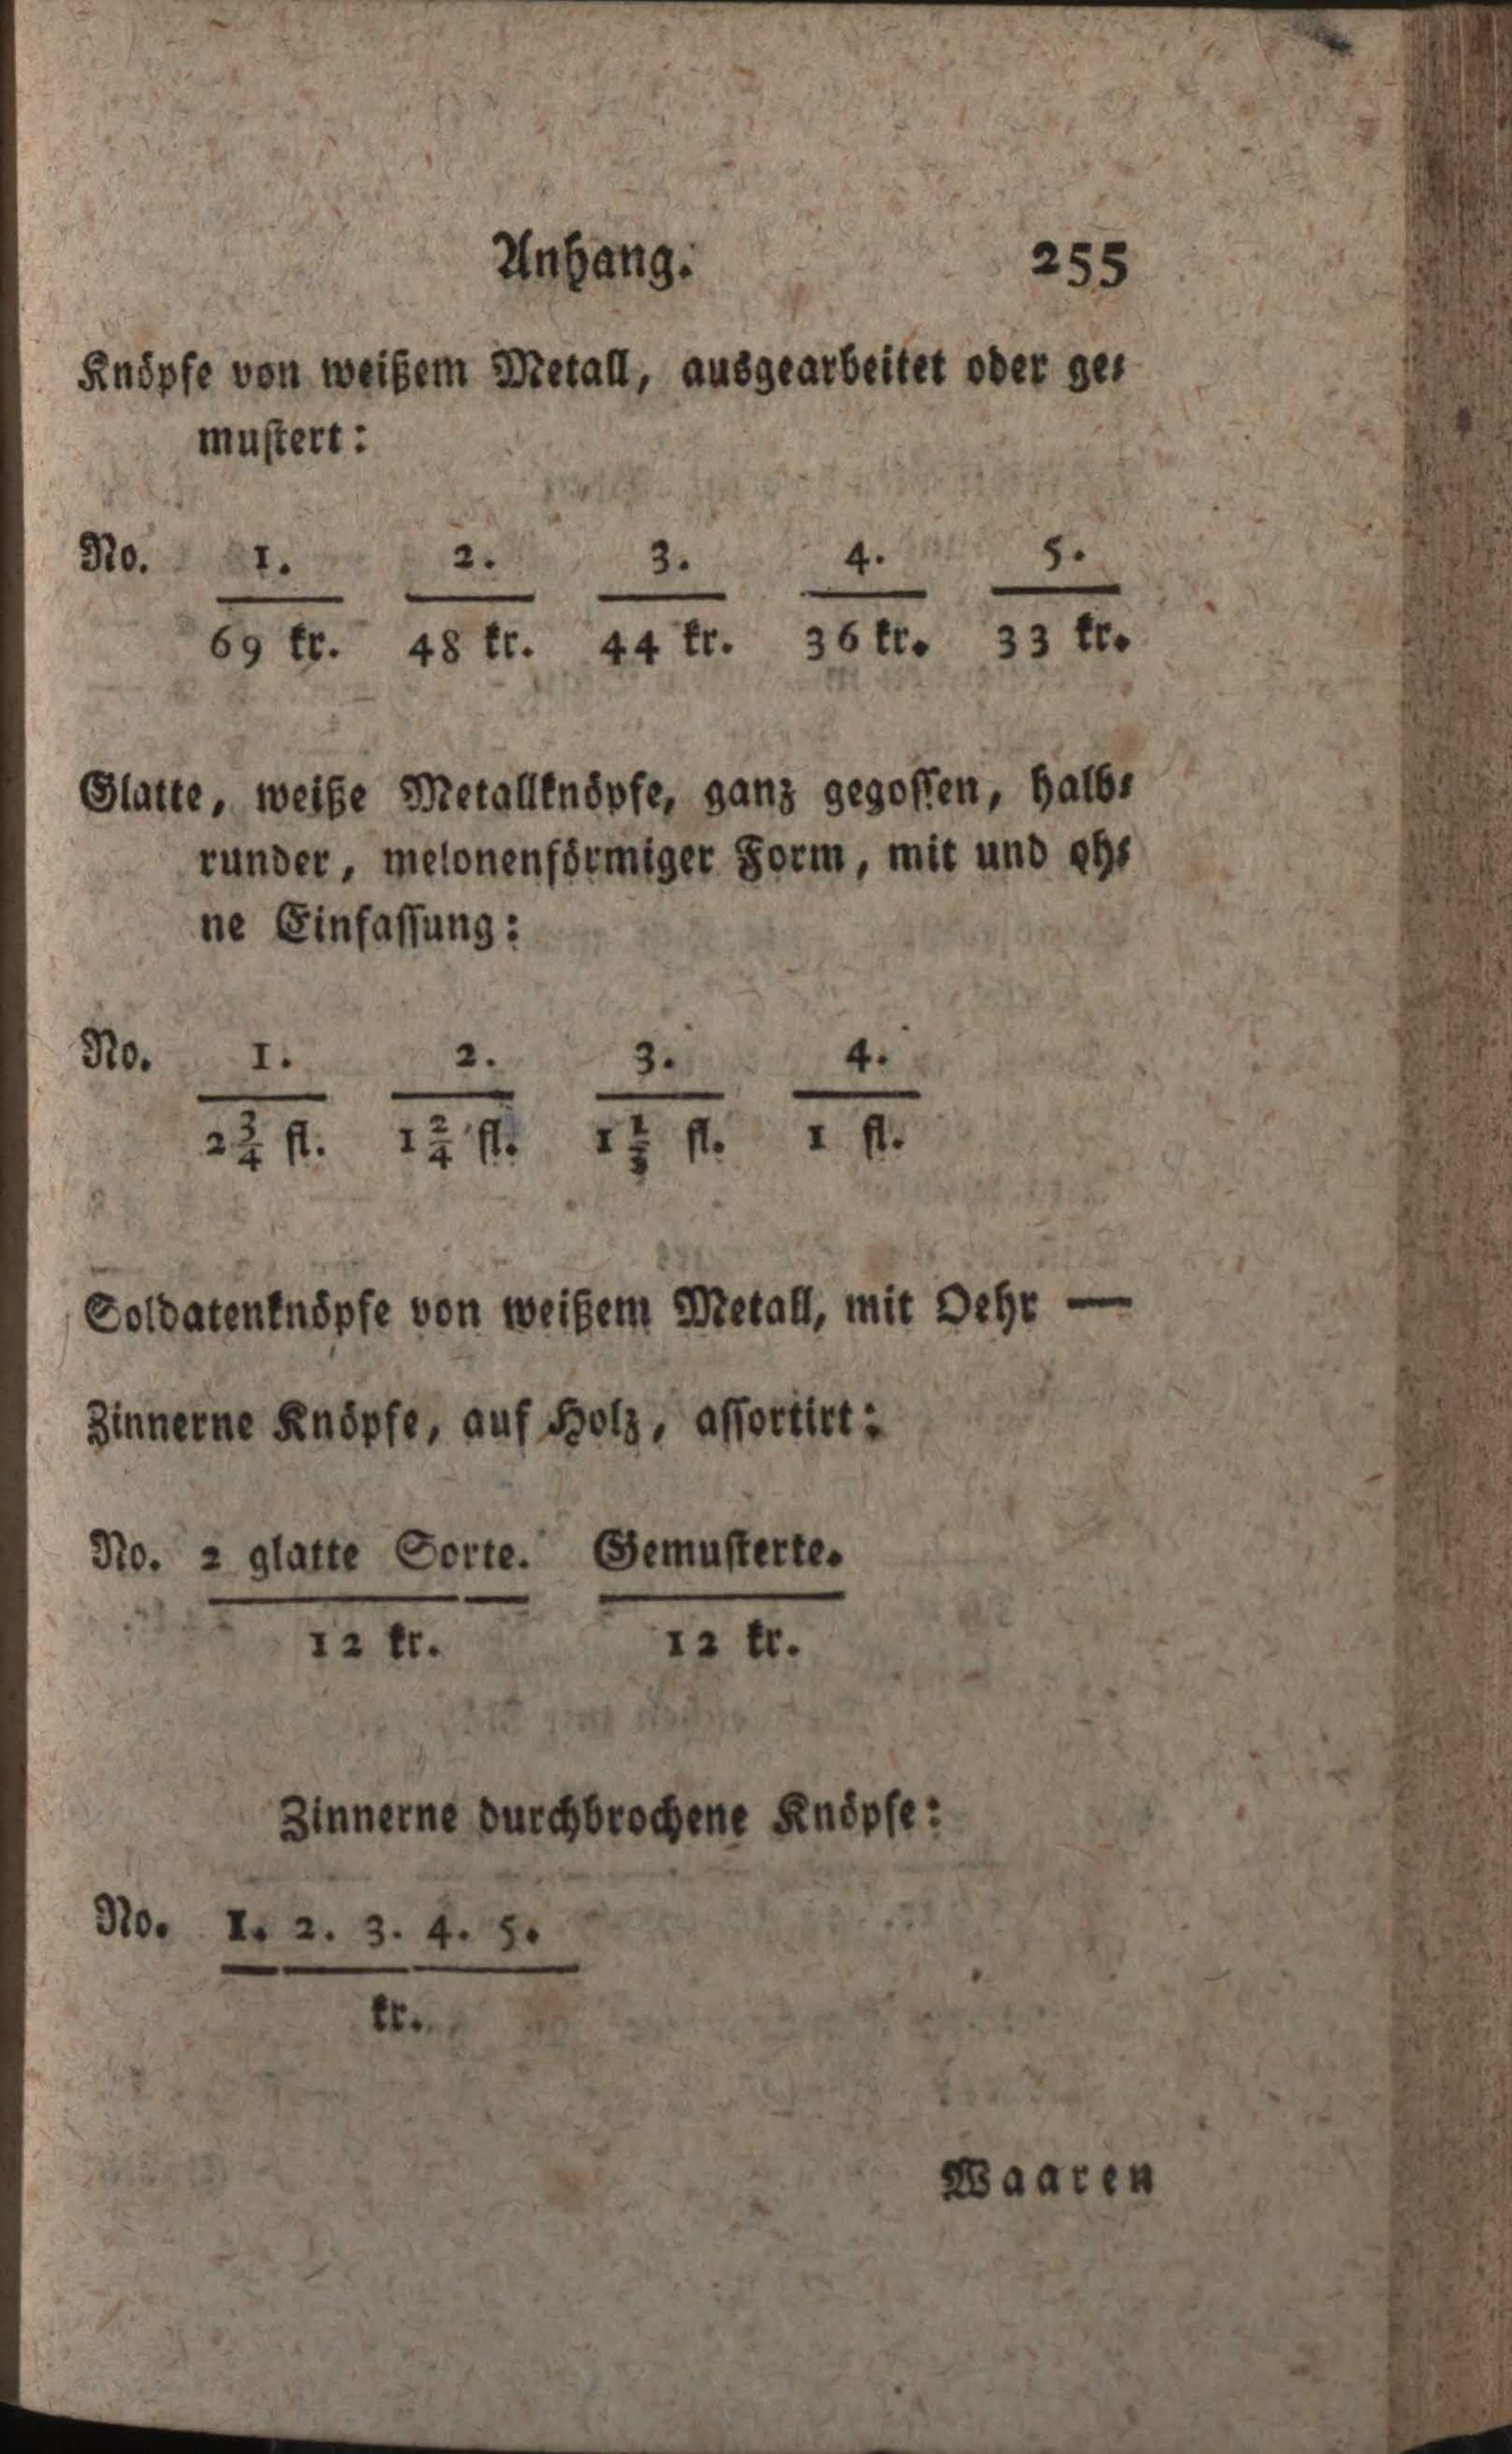 Anhang. 255
Knöpfe von weißem Metall, ausgearbeitet oder ge⸗
muſtert:
No. 1. 2. 3. 4. 5.
69 kr. 48 kr. 44 kr. 36 kr. 33 kr.
Glatte, weiße Metallknöpfe, ganz gegoſſen, halb⸗
runder, melonenförmiger Form, mit und oh⸗
ne Einfaſſung:
No. 1. 2. 3. 4.
2¾ fl. 1 2/4 fl. 1⅓ fl. 1 fl.
Soldatenknöpfe von weißem Metall, mit Oehr —
Zinnerne Knöpfe, auf Holz, aſſortirt:
No. 2 glatte Sorte. Gemuſterte.
12 kr. 12 kr.
Zinnerne durchbrochene Knöpfe:
No. 1. 2. 3. 4. 5.
kr.
Waaren